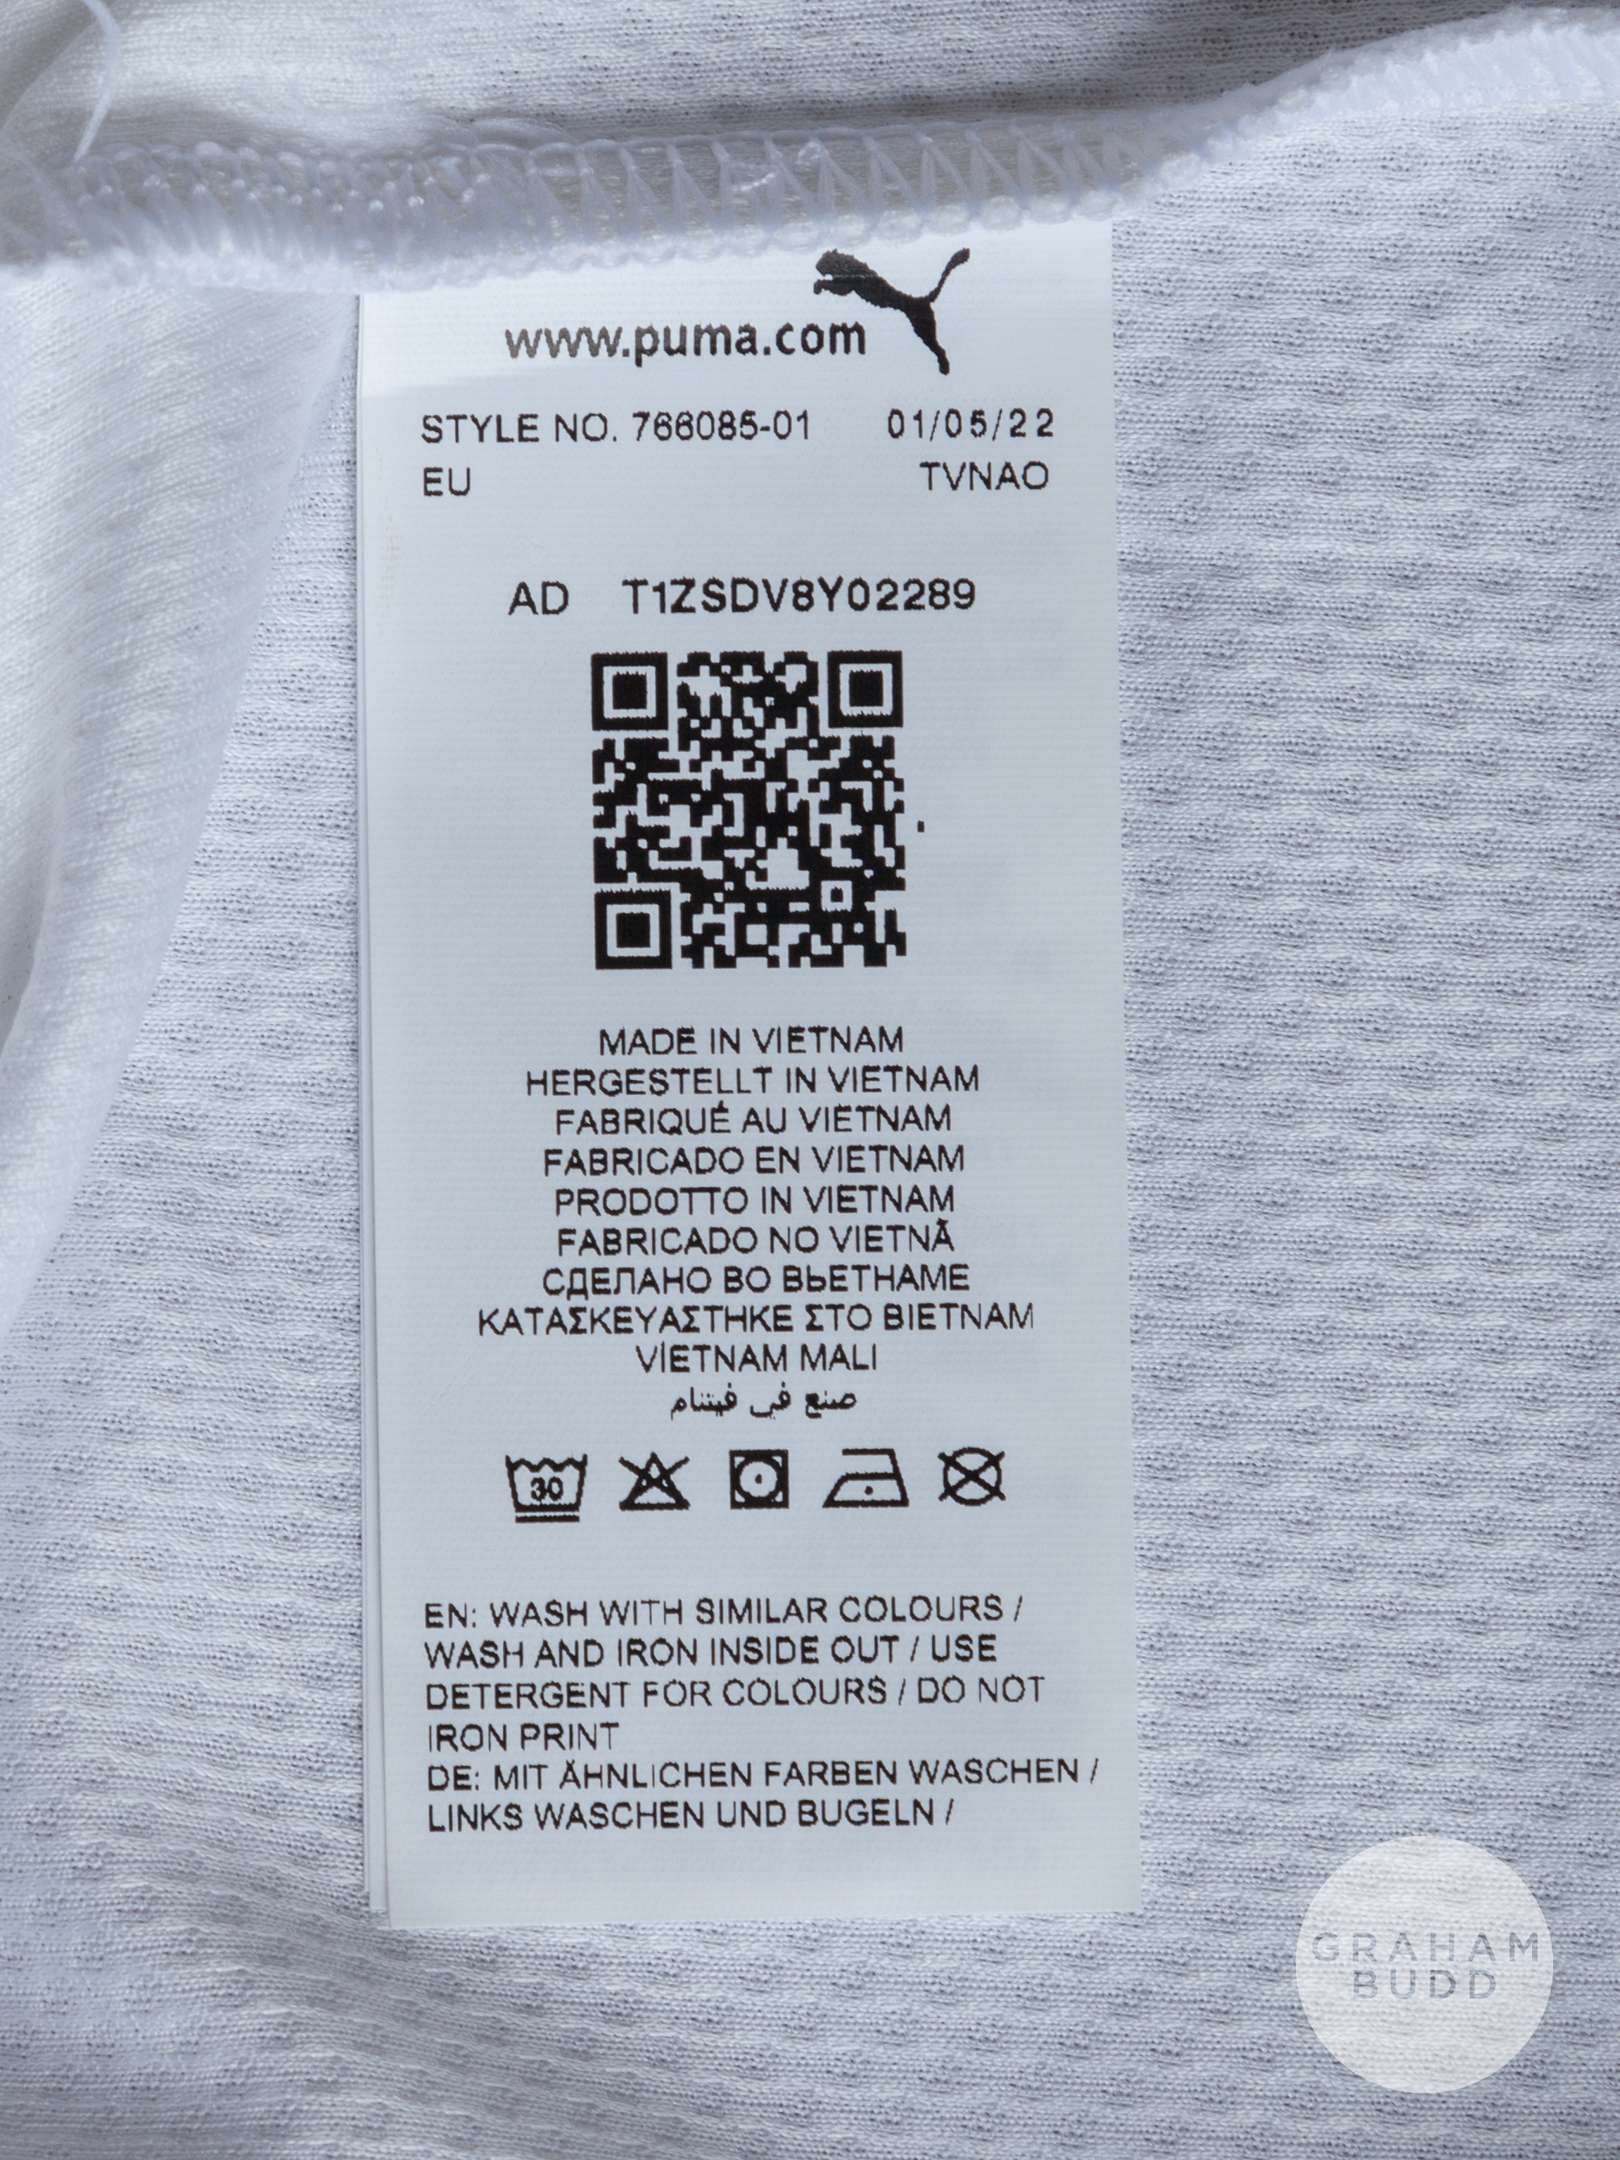 www.puma.com
STYLE NO. 766085-01 01/05/22
EU TVNAO
AD T1ZSDV8Y02289
MADE IN VIETNAM
HERGESTELLT IN VIETNAM
FABRIQUÉ AU VIETNAM
FABRICADO EN VIETNAM
PRODOTTO IN VIETNAM
FABRICADO NO VIETNÃ
СДЕЛАНО ВО ВЬЕТНАМЕ
ΚΑΤΑΣΚΕΥΑΣΤΗΚΕ ΣΤΟ ΒΙΕΤΝΑΜ
VİETNAM MALI
صنع في فيتنام
30
EN: WASH WITH SIMILAR COLOURS /
WASH AND IRON INSIDE OUT / USE
DETERGENT FOR COLOURS / DO NOT
IRON PRINT
DE: MIT ÄHNLICHEN FARBEN WASCHEN /
LINKS WASCHEN UND BUGELN /
GRAHAM
BUDD